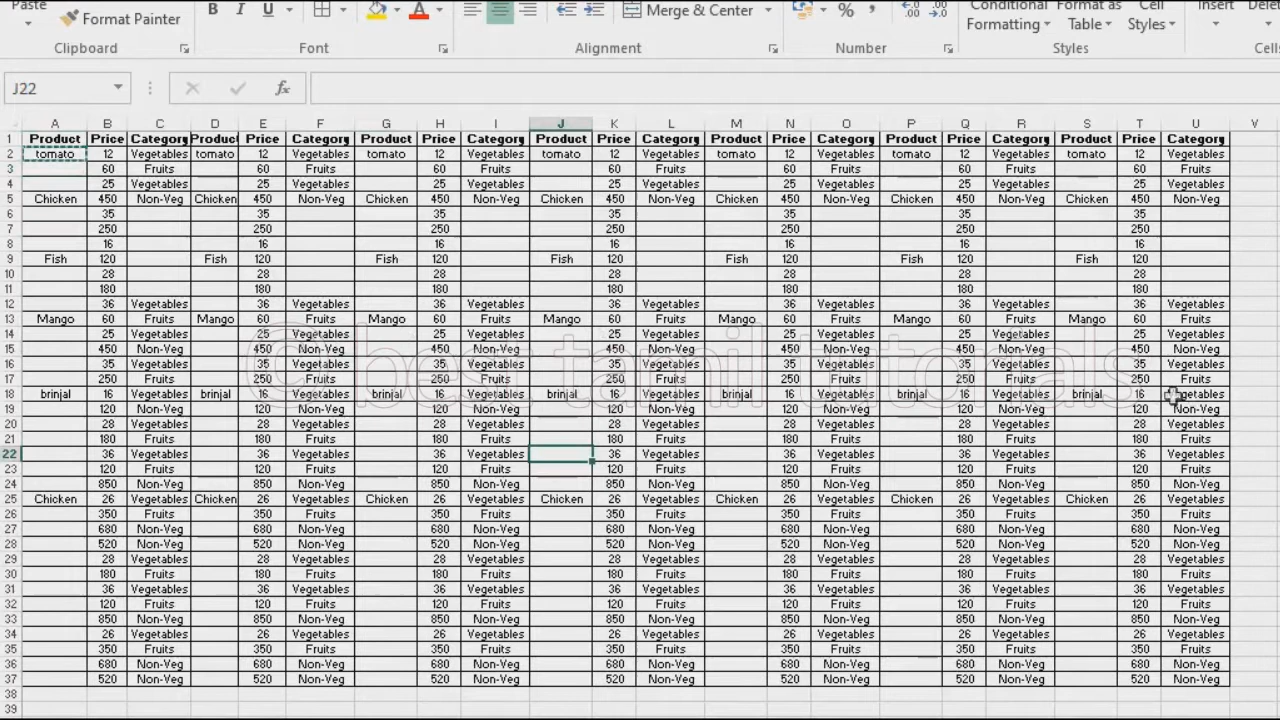 Paste Format Painter B I U A Merge & Center % , .00 .00 Conditional Format as Cell Insert
Formatting Table Styles
Clipboard Font Alignment Number Styles Cells
J22 fx
A B C D E F G H I J K L M N O P Q R S T U V
1 Product Price Category Product Price Category Product Price Category Product Price Category Product Price Category Product Price Category Product Price Category
2 tomato 12 Vegetables tomato 12 Vegetables tomato 12 Vegetables tomato 12 Vegetables tomato 12 Vegetables tomato 12 Vegetables tomato 12 Vegetables
3 60 Fruits 60 Fruits 60 Fruits 60 Fruits 60 Fruits 60 Fruits 60 Fruits
4 25 Vegetables 25 Vegetables 25 Vegetables 25 Vegetables 25 Vegetables 25 Vegetables 25 Vegetables
5 Chicken 450 Non-Veg Chicken 450 Non-Veg Chicken 450 Non-Veg Chicken 450 Non-Veg Chicken 450 Non-Veg Chicken 450 Non-Veg Chicken 450 Non-Veg
6 35 35 35 35 35 35 35
7 250 250 250 250 250 250 250
8 16 16 16 16 16 16 16
9 Fish 120 Fish 120 Fish 120 Fish 120 Fish 120 Fish 120 Fish 120
10 28 28 28 28 28 28 28
11 180 180 180 180 180 180 180
12 36 Vegetables 36 Vegetables 36 Vegetables 36 Vegetables 36 Vegetables 36 Vegetables 36 Vegetables
13 Mango 60 Fruits Mango 60 Fruits Mango 60 Fruits Mango 60 Fruits Mango 60 Fruits Mango 60 Fruits Mango 60 Fruits
14 25 Vegetables 25 Vegetables 25 Vegetables 25 Vegetables 25 Vegetables 25 Vegetables 25 Vegetables
15 450 Non-Veg 450 Non-Veg 450 Non-Veg 450 Non-Veg 450 Non-Veg 450 Non-Veg 450 Non-Veg
© best tamil tutorials
16 35 Vegetables 35 Vegetables 35 Vegetables 35 Vegetables 35 Vegetables 35 Vegetables 35 Vegetables
17 250 Fruits 250 Fruits 250 Fruits 250 Fruits 250 Fruits 250 Fruits 250 Fruits
18 brinjal 16 Vegetables brinjal 16 Vegetables brinjal 16 Vegetables brinjal 16 Vegetables brinjal 16 Vegetables brinjal 16 Vegetables brinjal 16 Vegetables
19 120 Non-Veg 120 Non-Veg 120 Non-Veg 120 Non-Veg 120 Non-Veg 120 Non-Veg 120 Non-Veg
20 28 Vegetables 28 Vegetables 28 Vegetables 28 Vegetables 28 Vegetables 28 Vegetables 28 Vegetables
21 180 Fruits 180 Fruits 180 Fruits 180 Fruits 180 Fruits 180 Fruits 180 Fruits
22 36 Vegetables 36 Vegetables 36 Vegetables 36 Vegetables 36 Vegetables 36 Vegetables 36 Vegetables
23 120 Fruits 120 Fruits 120 Fruits 120 Fruits 120 Fruits 120 Fruits 120 Fruits
24 850 Non-Veg 850 Non-Veg 850 Non-Veg 850 Non-Veg 850 Non-Veg 850 Non-Veg 850 Non-Veg
25 Chicken 26 Vegetables Chicken 26 Vegetables Chicken 26 Vegetables Chicken 26 Vegetables Chicken 26 Vegetables Chicken 26 Vegetables Chicken 26 Vegetables
26 350 Fruits 350 Fruits 350 Fruits 350 Fruits 350 Fruits 350 Fruits 350 Fruits
27 680 Non-Veg 680 Non-Veg 680 Non-Veg 680 Non-Veg 680 Non-Veg 680 Non-Veg 680 Non-Veg
28 520 Non-Veg 520 Non-Veg 520 Non-Veg 520 Non-Veg 520 Non-Veg 520 Non-Veg 520 Non-Veg
29 28 Vegetables 28 Vegetables 28 Vegetables 28 Vegetables 28 Vegetables 28 Vegetables 28 Vegetables
30 180 Fruits 180 Fruits 180 Fruits 180 Fruits 180 Fruits 180 Fruits 180 Fruits
31 36 Vegetables 36 Vegetables 36 Vegetables 36 Vegetables 36 Vegetables 36 Vegetables 36 Vegetables
32 120 Fruits 120 Fruits 120 Fruits 120 Fruits 120 Fruits 120 Fruits 120 Fruits
33 850 Non-Veg 850 Non-Veg 850 Non-Veg 850 Non-Veg 850 Non-Veg 850 Non-Veg 850 Non-Veg
34 26 Vegetables 26 Vegetables 26 Vegetables 26 Vegetables 26 Vegetables 26 Vegetables 26 Vegetables
35 350 Fruits 350 Fruits 350 Fruits 350 Fruits 350 Fruits 350 Fruits 350 Fruits
36 680 Non-Veg 680 Non-Veg 680 Non-Veg 680 Non-Veg 680 Non-Veg 680 Non-Veg 680 Non-Veg
37 520 Non-Veg 520 Non-Veg 520 Non-Veg 520 Non-Veg 520 Non-Veg 520 Non-Veg 520 Non-Veg
38
39